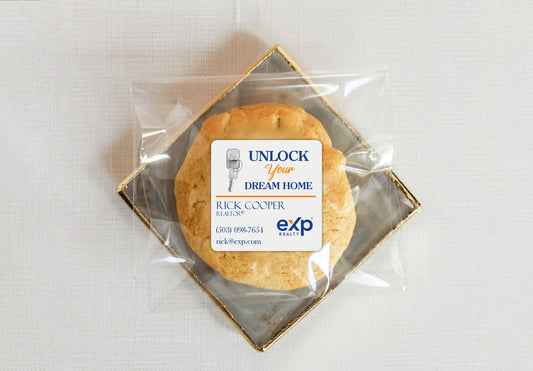 UNLOCK
Your
DREAM HOME
RICK COOPER
REALTOR®
(503) 098-7654
rick@exp.com
eXp
REALTY